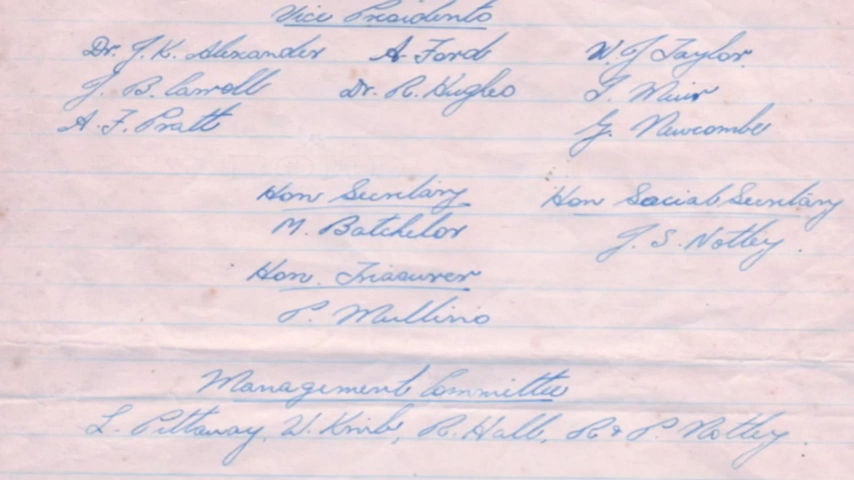 Vice Presidents
Dr. J. K. Alexander A. Ford W. J. Taylor
J. B. Carroll Dr. R. Hughes T. Muir
A. F. Pratt G. Newcombe
Hon Secretary Hon Social Secretary
M. Batchelor J. S. Notley.
Hon. Treasurer
P. Mullins
Management Committee
L. Pittaway, W. R. Hall, R & P. Notley.